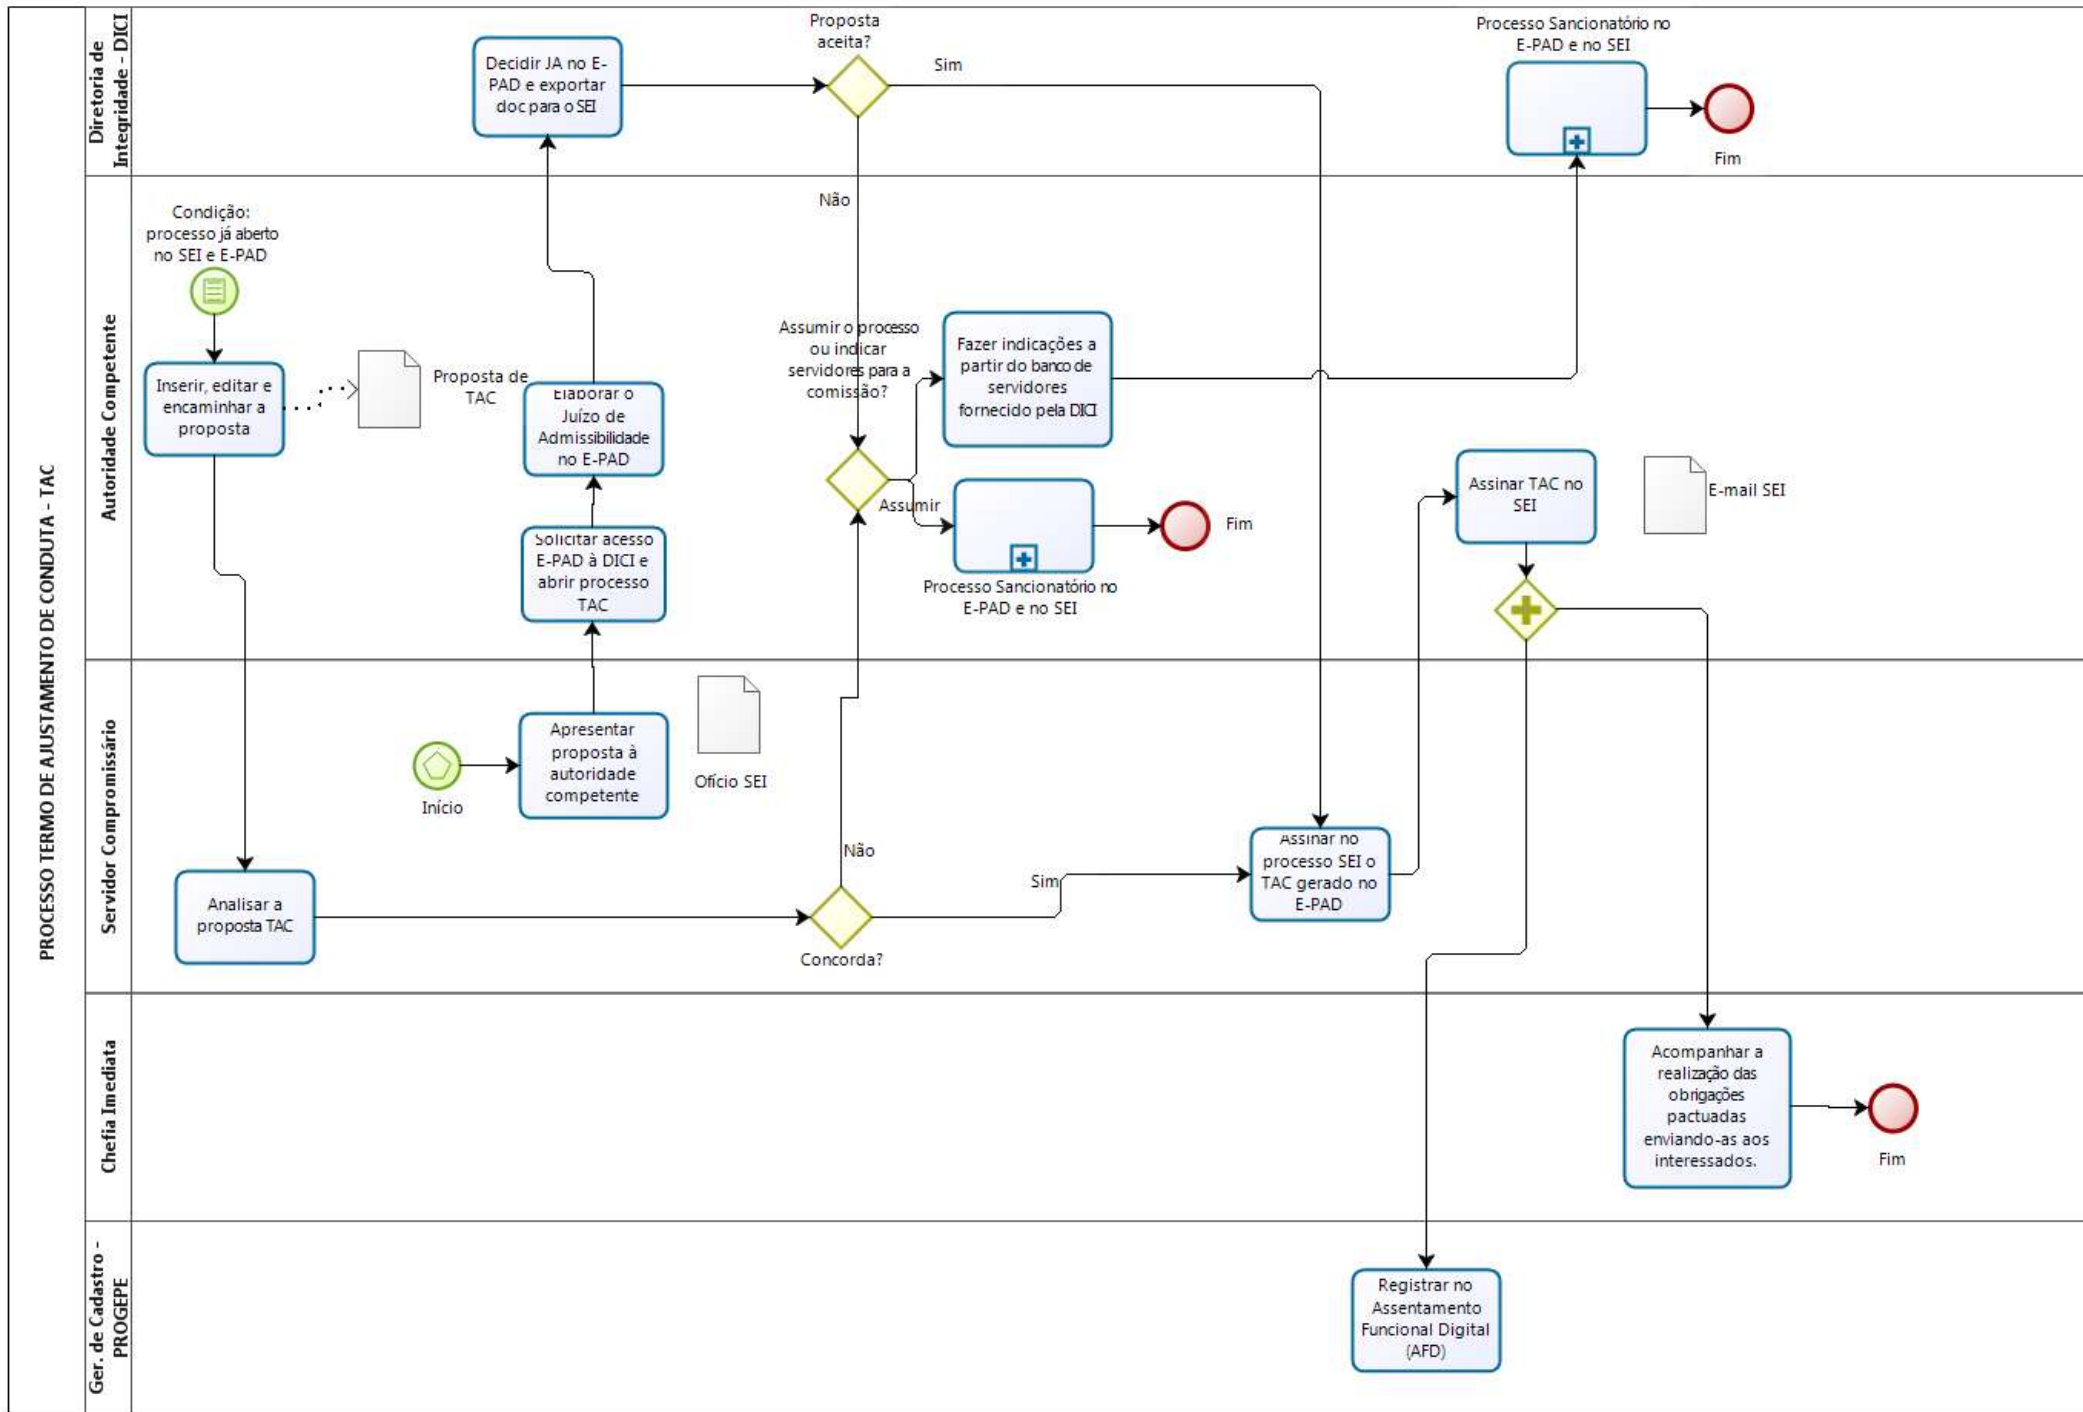 PROCESSO TERMO DE AJUSTAMENTO DE CONDUTA - TAC
Diretoria de
Integridade - DICI
Decidir JA no E-
PAD e exportar
doc para o SEI
Proposta
aceita?
Sim
Não
Processo Sancionatório no
E-PAD e no SEI
Fim
Autoridade Competente
Condição:
processo já aberto
no SEI e E-PAD
Inserir, editar e
encaminhar a
proposta
Proposta de
TAC
Elaborar o
Juízo de
Admissibilidade
no E-PAD
Solicitar acesso
E-PAD à DICI e
abrir processo
TAC
Assumir o processo
ou indicar
servidores para a
comissão?
Fazer indicações a
partir do banco de
servidores
fornecido pela DICI
Assumir
Processo Sancionatório no
E-PAD e no SEI
Fim
Assinar TAC no
SEI
E-mail SEI
Servidor Compromissário
Início
Apresentar
proposta à
autoridade
competente
Ofício SEI
Analisar a
proposta TAC
Não
Concorda?
Sim
Assinar no
processo SEI o
TAC gerado no
E-PAD
Chefia Imediata
Acompanhar a
realização das
obrigações
pactuadas
enviando-as aos
interessados.
Fim
Ger. de Cadastro -
PROGEPE
Registrar no
Assentamento
Funcional Digital
(AFD)